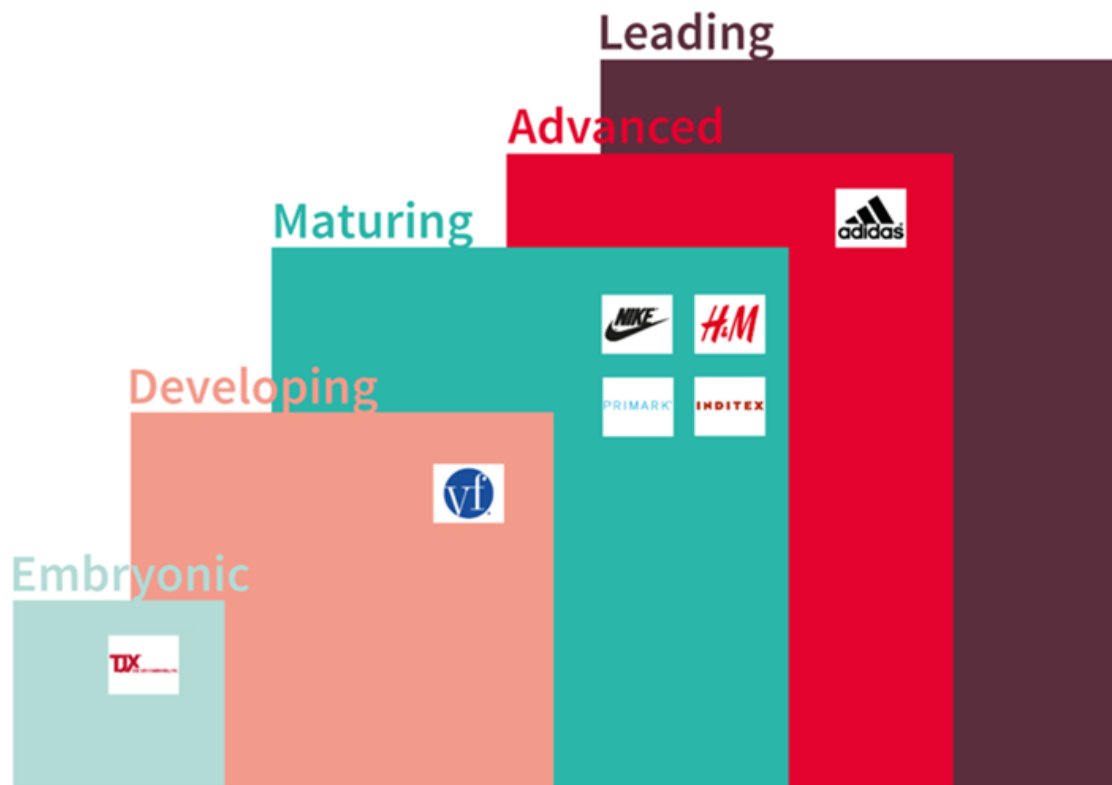 Leading
Advanced
adidas
Maturing
NIKE H&M
PRIMARK INDITEX
Developing
vf
Embryonic
TJX